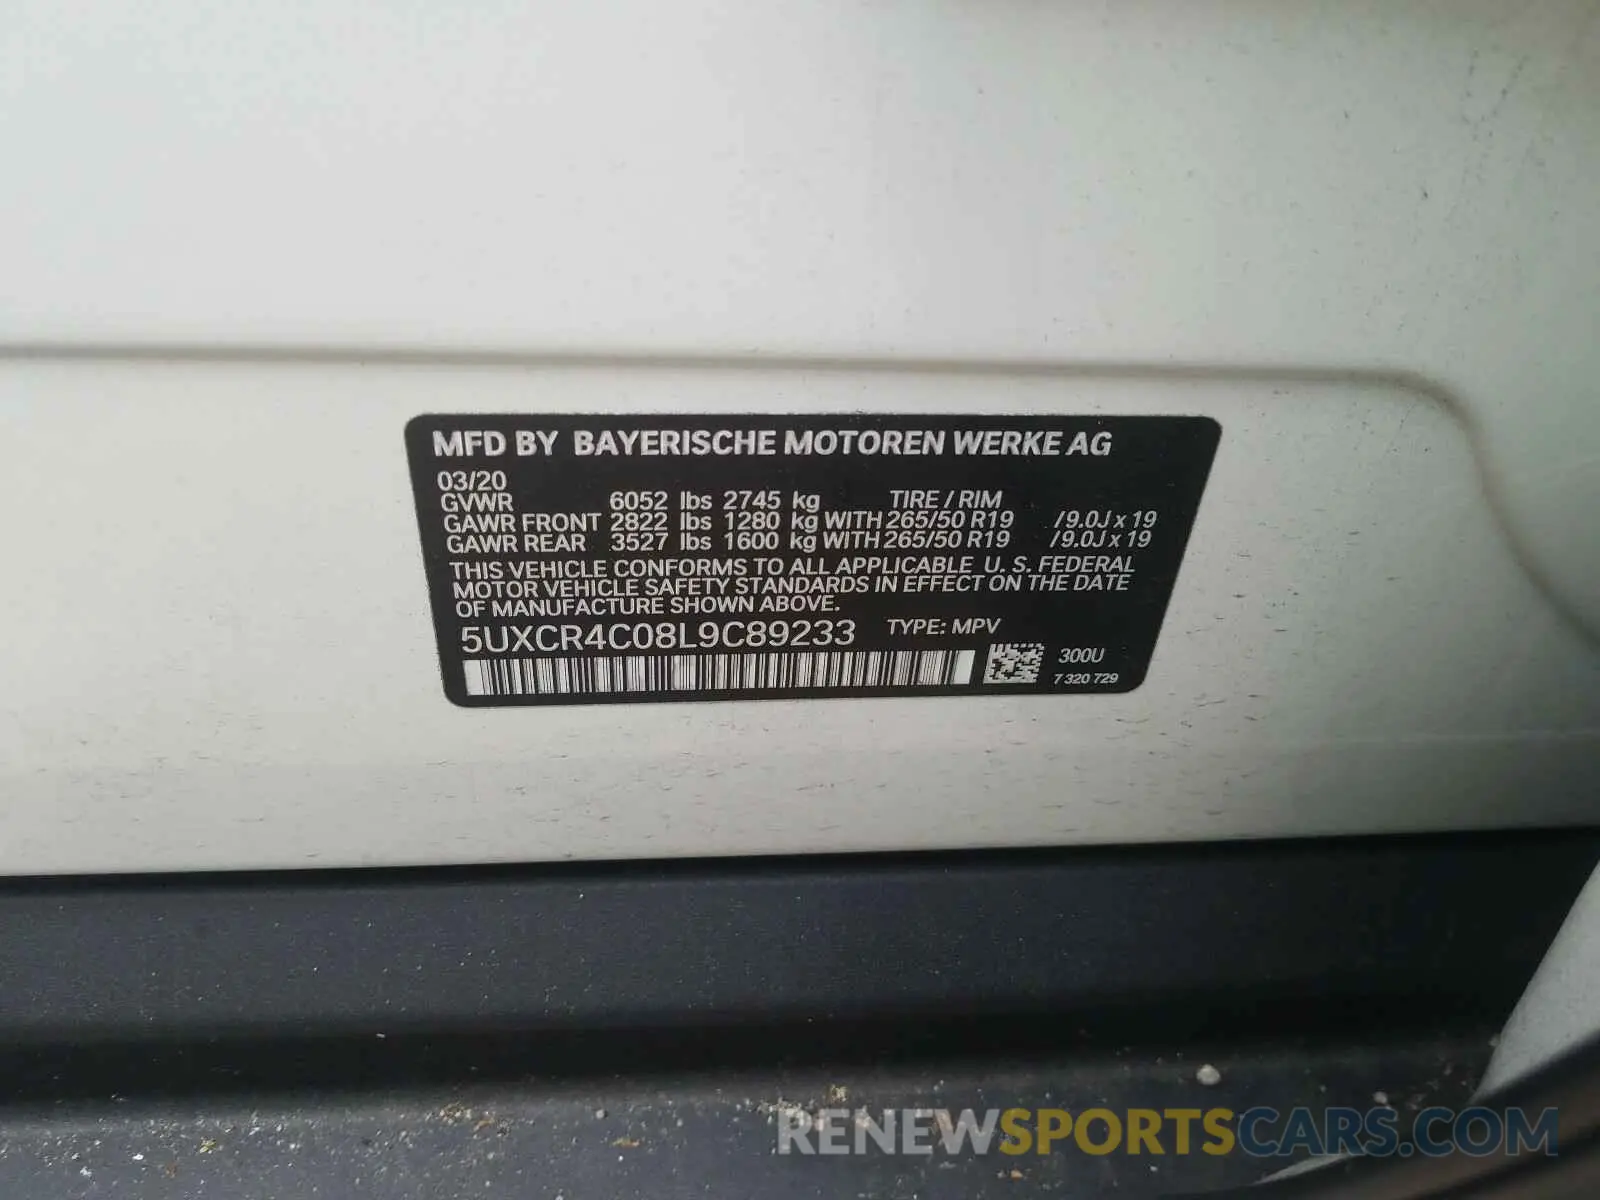 MFD BY BAYERISCHE MOTOREN WERKE AG
03/20
GVWR 6052 lbs 2745 kg TIRE / RIM
GAWR FRONT 2822 lbs 1280 kg WITH 265/50 R19 /9.0J x 19
GAWR REAR 3527 lbs 1600 kg WITH 265/50 R19 /9.0J x 19
THIS VEHICLE CONFORMS TO ALL APPLICABLE U. S. FEDERAL
MOTOR VEHICLE SAFETY STANDARDS IN EFFECT ON THE DATE
OF MANUFACTURE SHOWN ABOVE.
5UXCR4C08L9C89233 TYPE: MPV
300U
7 320 729
RENEWSPORTSCARS.COM